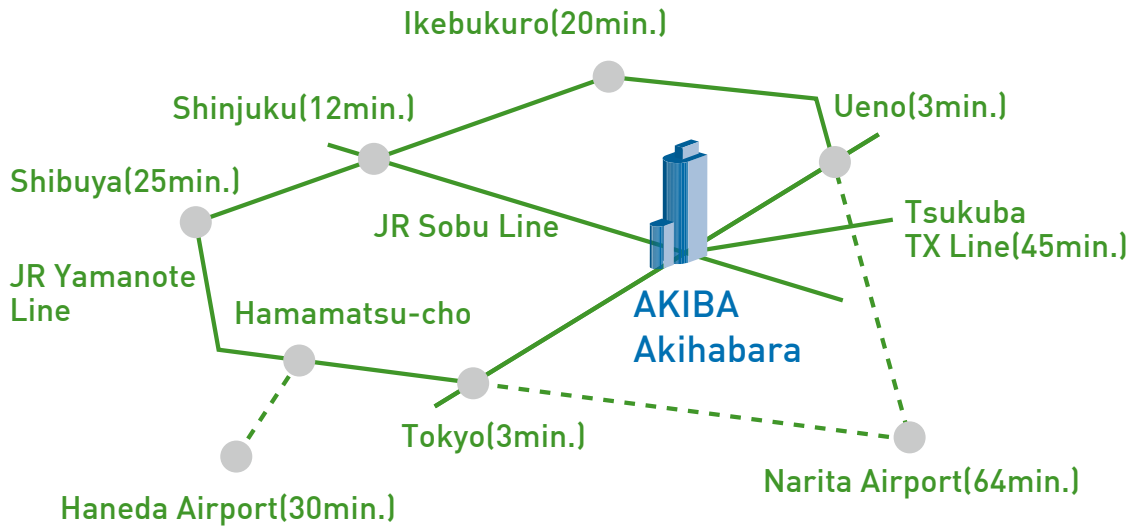 Ikebukuro(20min.)
Shinjuku(12min.)
Ueno(3min.)
Shibuya(25min.)
JR Sobu Line
Tsukuba
TX Line(45min.)
JR Yamanote
Line
Hamamatsu-cho
AKIBA
Akihabara
Tokyo(3min.)
Narita Airport(64min.)
Haneda Airport(30min.)